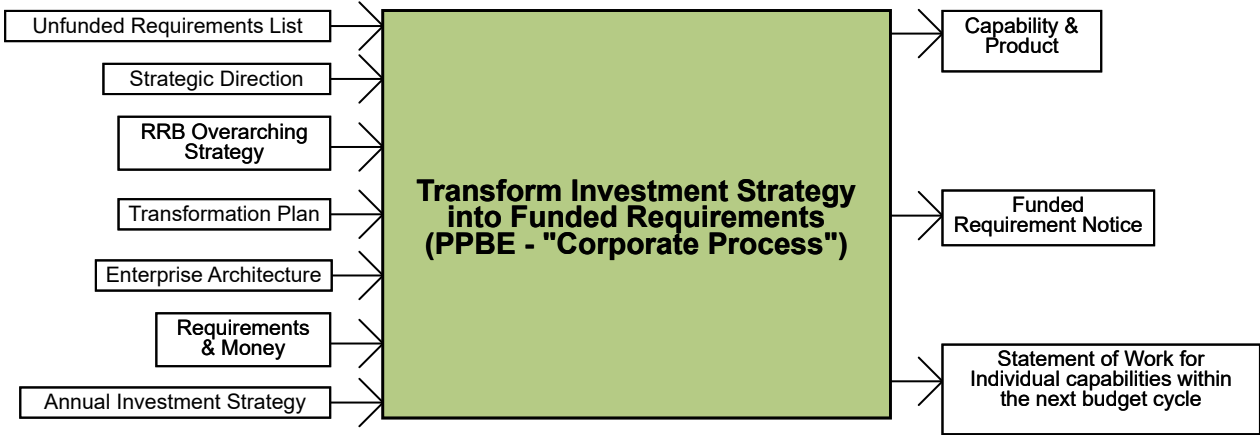 Unfunded Requirements List
Strategic Direction
RRB Overarching
Strategy
Transformation Plan
Enterprise Architecture
Requirements
& Money
Annual Investment Strategy
Transform Investment Strategy
into Funded Requirements
(PPBE - "Corporate Process")
Capability &
Product
Funded
Requirement Notice
Statement of Work for
Individual capabilities within
the next budget cycle